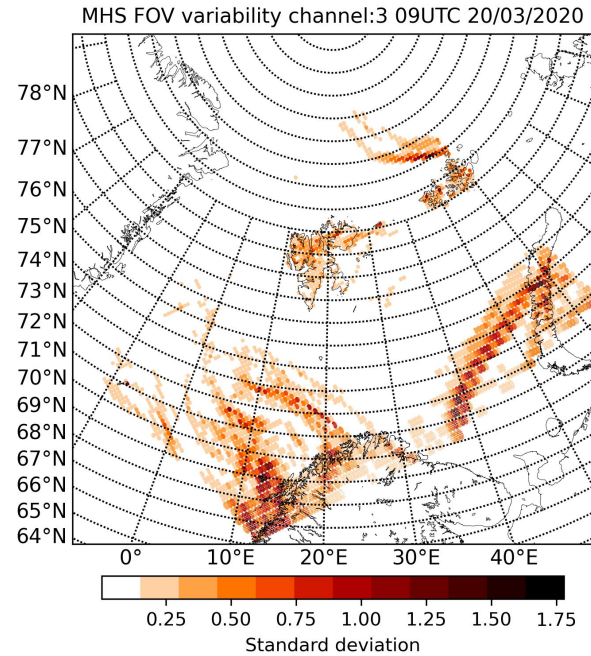 MHS FOV variability channel:3 09UTC 20/03/2020
78°N
77°N
76°N
75°N
74°N
73°N
72°N
71°N
70°N
69°N
68°N
67°N
66°N
65°N
64°N
0° 10°E 20°E 30°E 40°E
0.25 0.50 0.75 1.00 1.25 1.50 1.75
Standard deviation